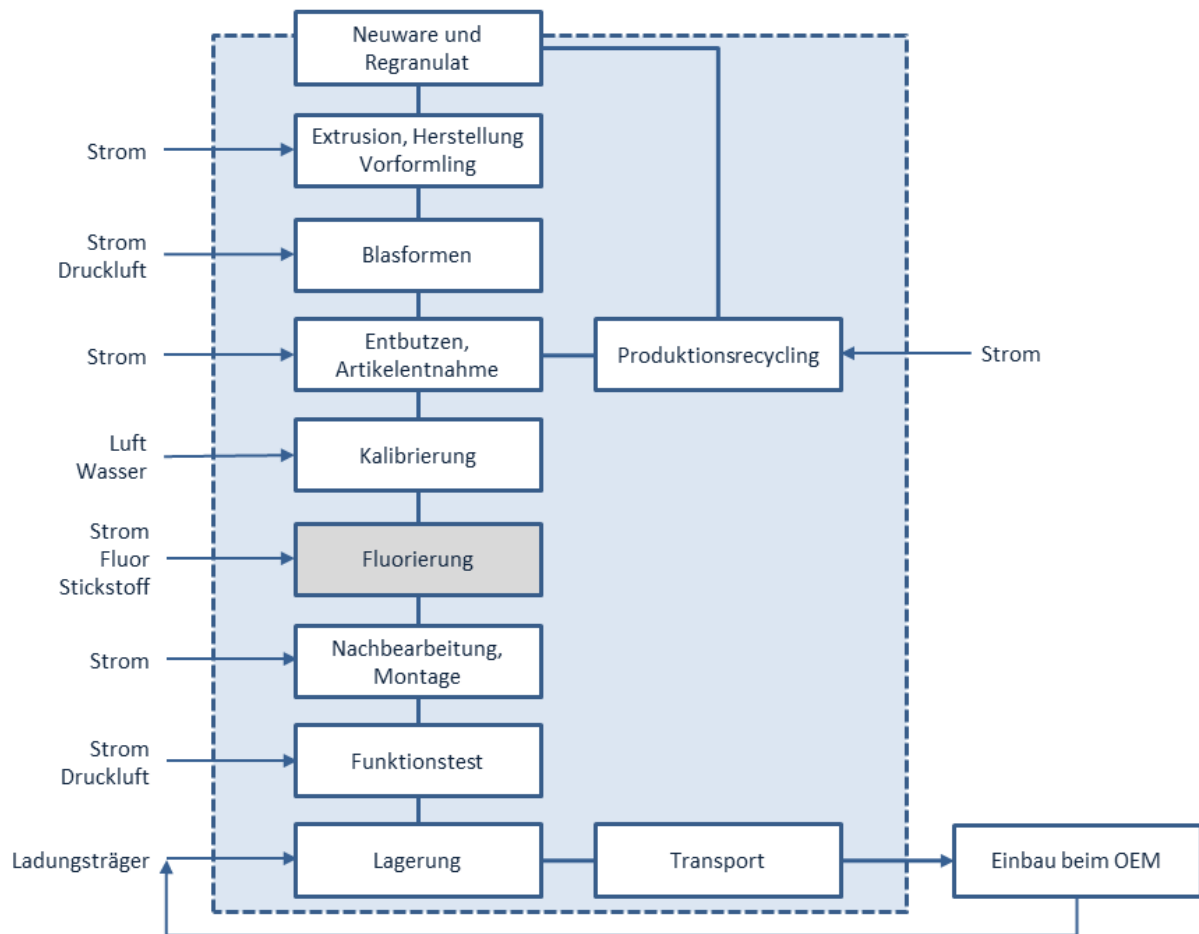 Neuware und
Regranulat
Strom
Extrusion, Herstellung
Vorformling
Strom
Druckluft
Blasformen
Strom
Entbutzen,
Artikelentnahme
Produktionsrecycling
Strom
Luft
Wasser
Kalibrierung
Strom
Fluor
Stickstoff
Fluorierung
Strom
Nachbearbeitung,
Montage
Strom
Druckluft
Funktionstest
Ladungsträger
Lagerung
Transport
Einbau beim OEM